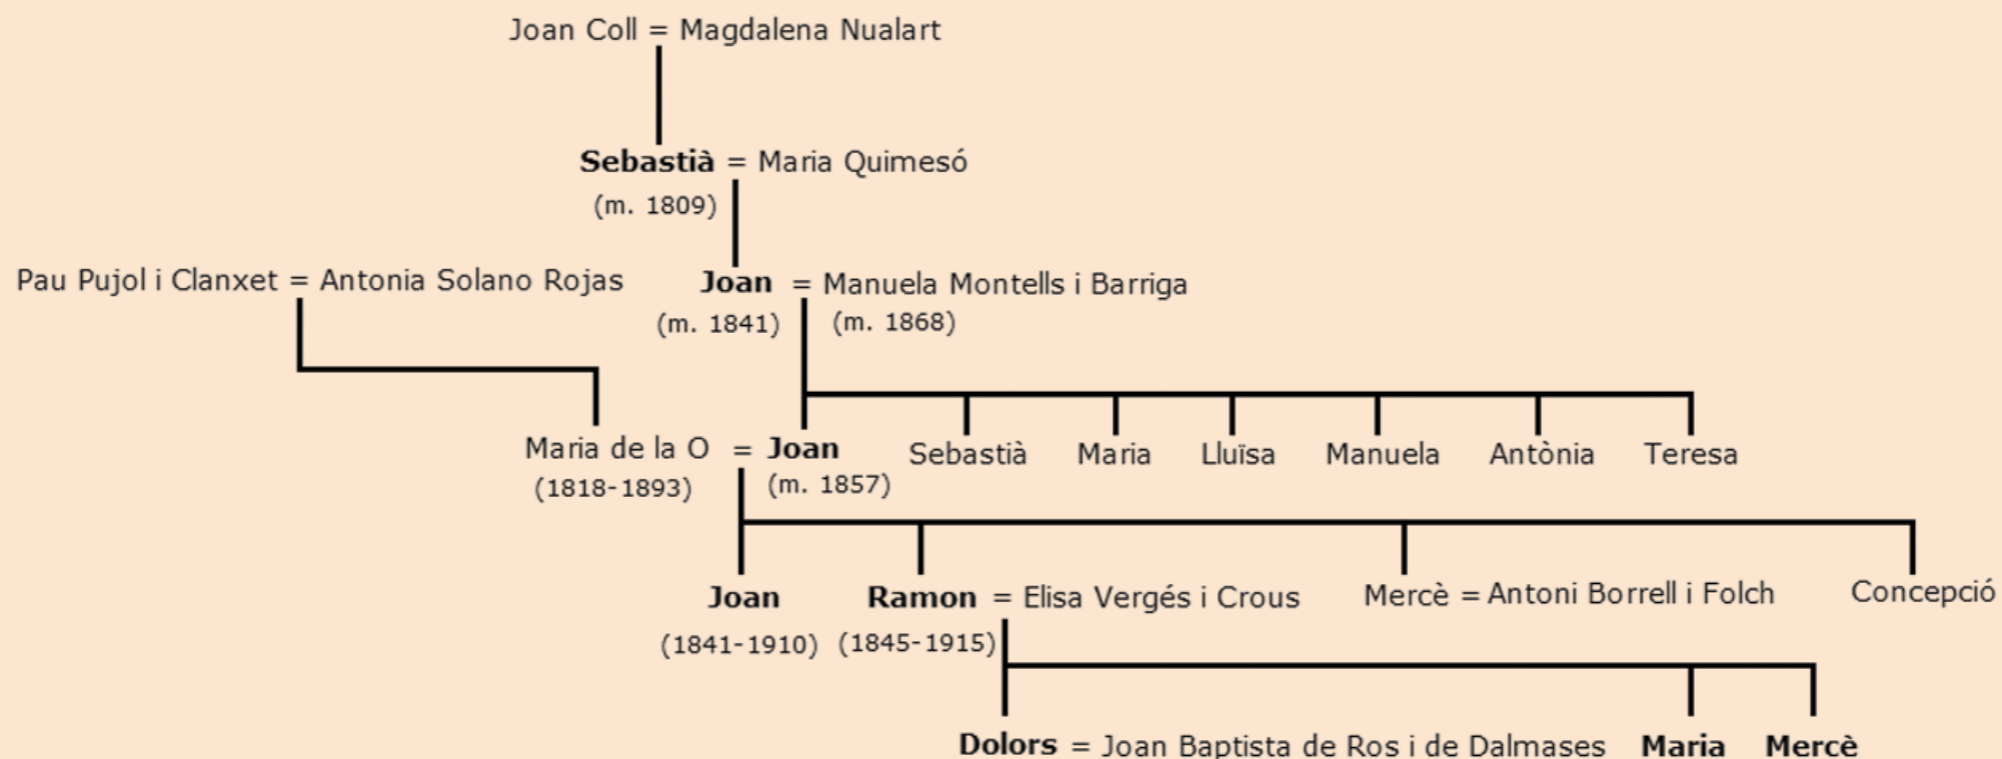 Joan Coll = Magdalena Nualart
Sebastià = Maria Quimesó
(m. 1809)
Pau Pujol i Clanxet = Antonia Solano Rojas
Joan = Manuela Montells i Barriga
(m. 1841) (m. 1868)
Maria de la O = Joan
Sebastià
Maria
Lluïsa
Manuela
Antònia
Teresa
(1818-1893) (m. 1857)
Joan
Ramon = Elisa Vergés i Crous
Mercè = Antoni Borrell i Folch
Concepció
(1841-1910) (1845-1915)
Dolors = Joan Baptista de Ros i de Dalmases
Maria
Mercè